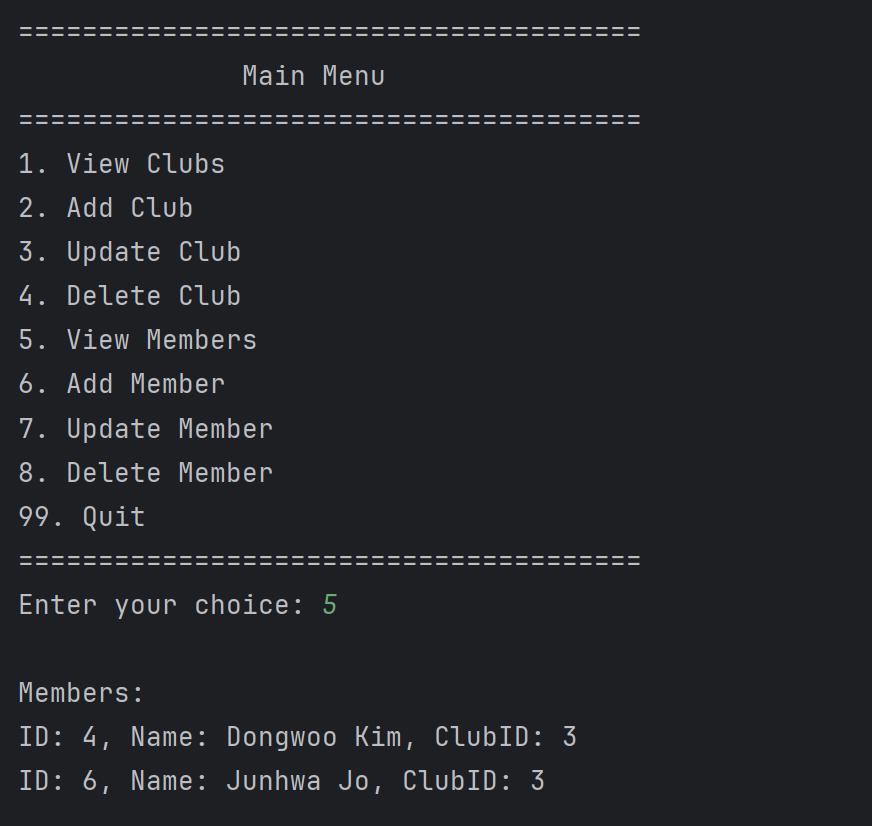 =======================================
Main Menu
=======================================
1. View Clubs
2. Add Club
3. Update Club
4. Delete Club
5. View Members
6. Add Member
7. Update Member
8. Delete Member
99. Quit
=======================================
Enter your choice: 5
Members:
ID: 4, Name: Dongwoo Kim, ClubID: 3
ID: 6, Name: Junhwa Jo, ClubID: 3